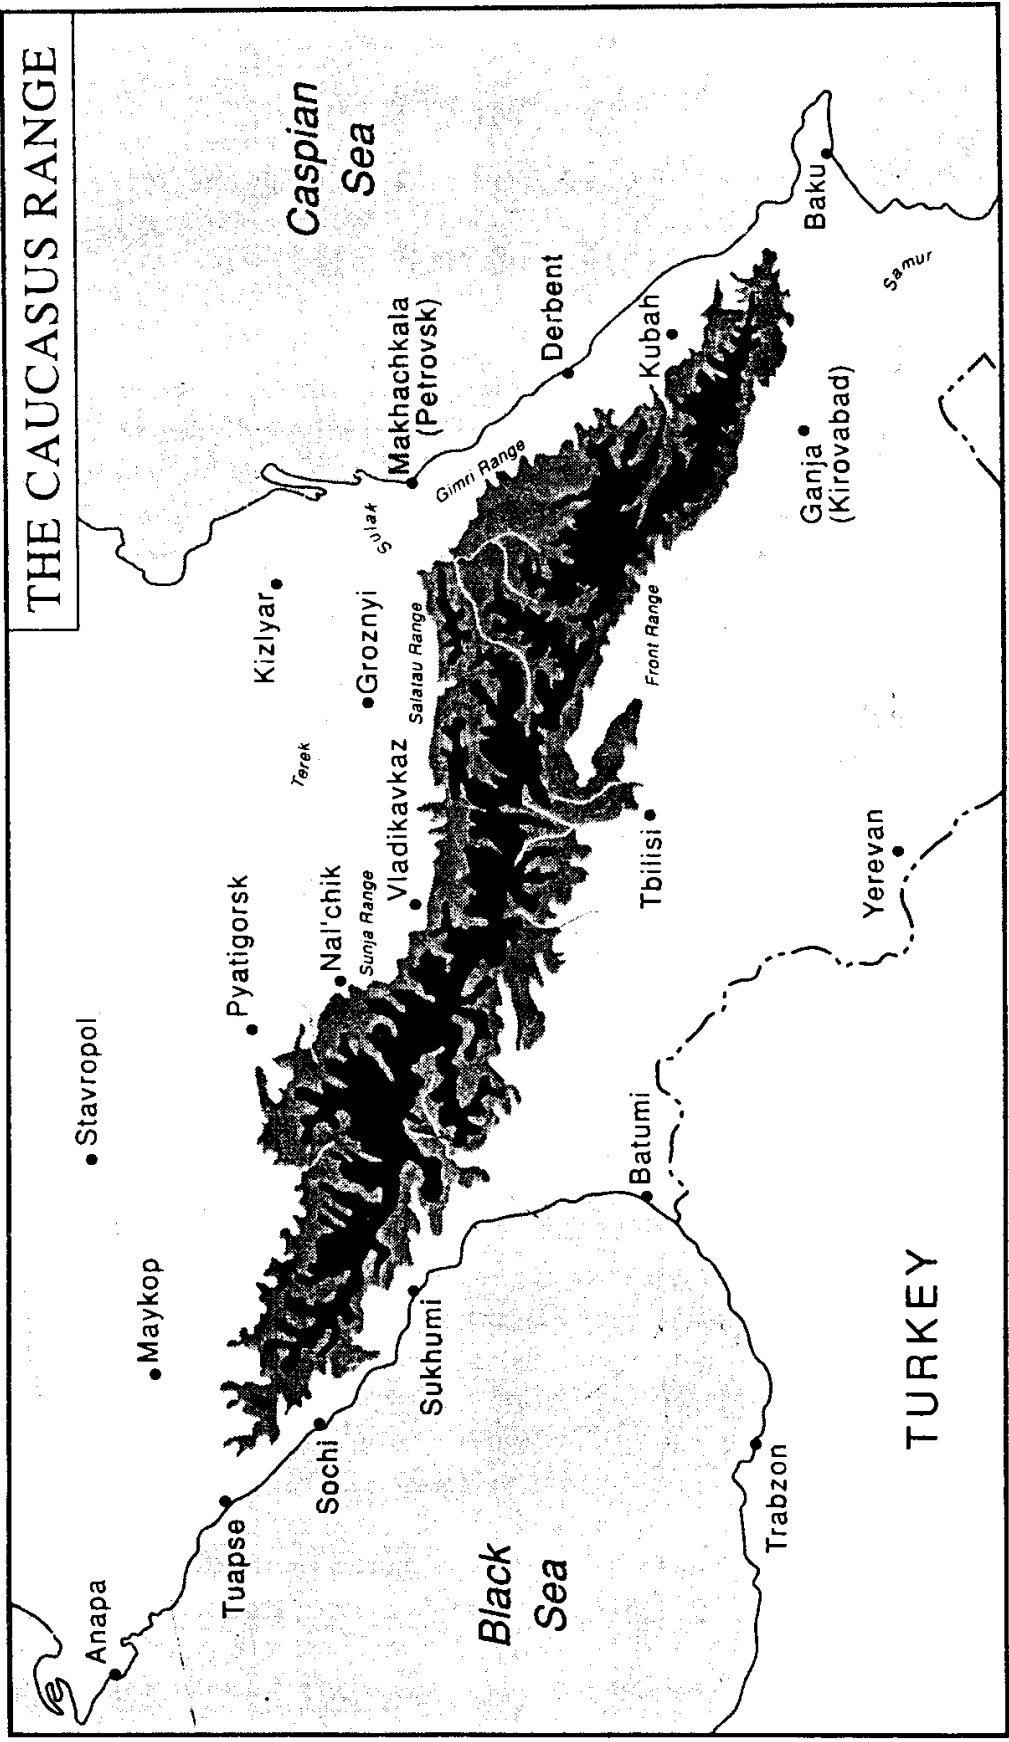 THE CAUCASUS RANGE
Anapa
Tuapse
Sochi
Sukhumi
Maykop
Stavropol
Pyatigorsk
Nal'chik
Sunja Range
Vladikavkaz
Terek
Kizlyar
Groznyi
Salatau Range
Sulak
Gimri Range
Makhachkala
(Petrovsk)
Caspian
Sea
Derbent
Kubah
Baku
Samur
Ganja
(Kirovabad)
Front Range
Tbilisi
Yerevan
Batumi
Black
Sea
Trabzon
TURKEY